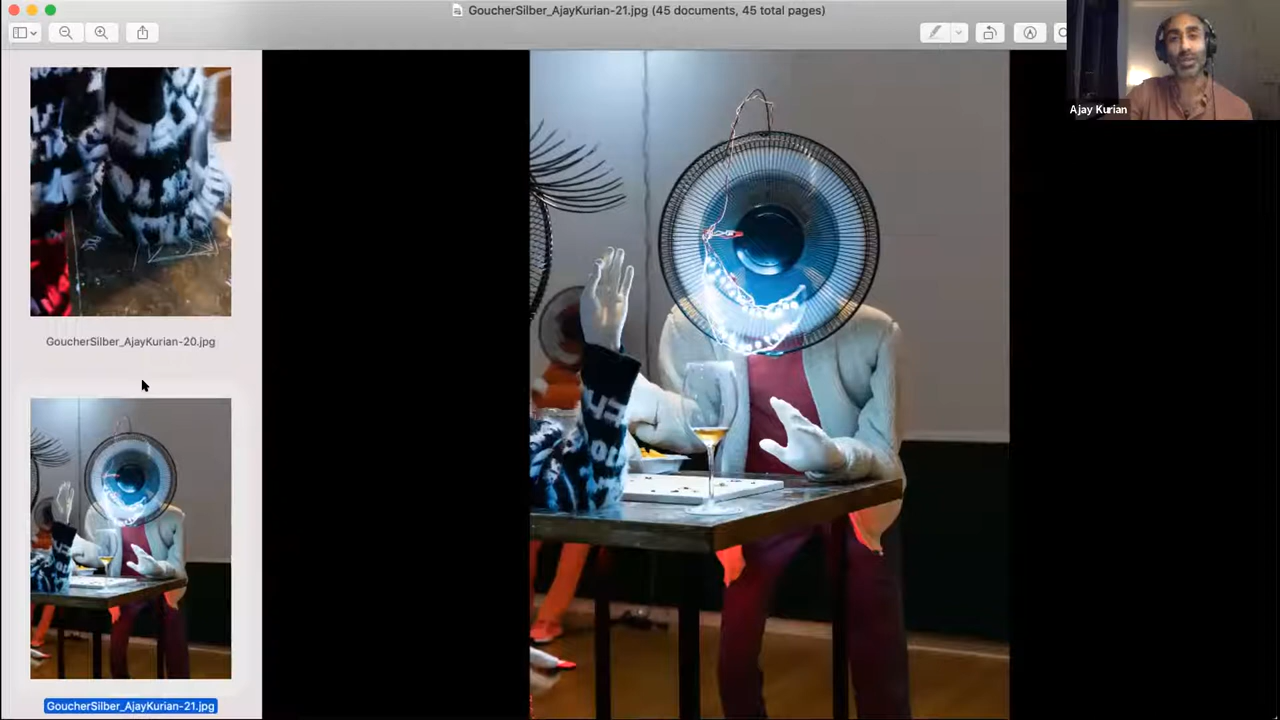 GoucherSilber_AjayKurian-21.jpg (45 documents, 45 total pages)
Ajay Kurian
GoucherSilber_AjayKurian-20.jpg
GoucherSilber_AjayKurian-21.jpg